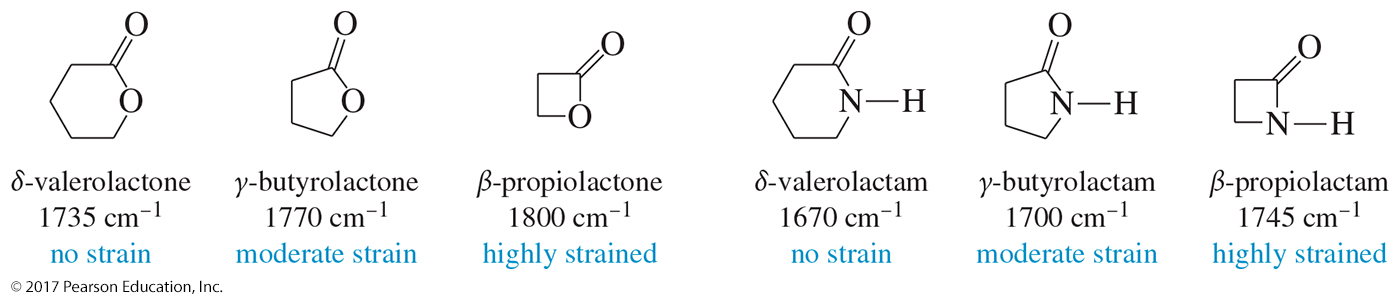 O O O O O O
O O O N—H N—H N—H
δ-valerolactone γ-butyrolactone β-propiolactone δ-valerolactam γ-butyrolactam β-propiolactam
1735 cm⁻¹ 1770 cm⁻¹ 1800 cm⁻¹ 1670 cm⁻¹ 1700 cm⁻¹ 1745 cm⁻¹
no strain moderate strain highly strained no strain moderate strain highly strained
© 2017 Pearson Education, Inc.